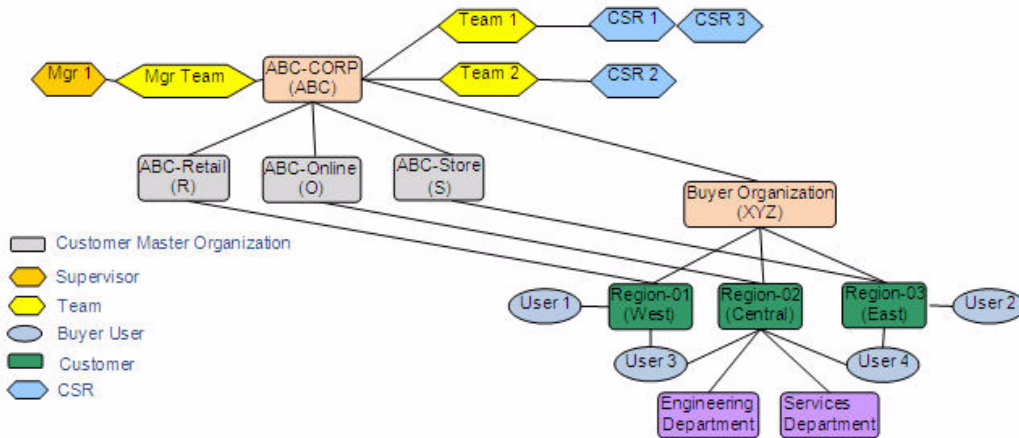 Team 1
CSR 1
CSR 3
Mgr 1
Mgr Team
ABC-CORP
(ABC)
Team 2
CSR 2
ABC-Retail
(R)
ABC-Online
(O)
ABC-Store
(S)
Buyer Organization
(XYZ)
Customer Master Organization
Supervisor
Team
Buyer User
Customer
CSR
User 1
Region-01
(West)
Region-02
(Central)
Region-03
(East)
User 2
User 3
User 4
Engineering
Department
Services
Department